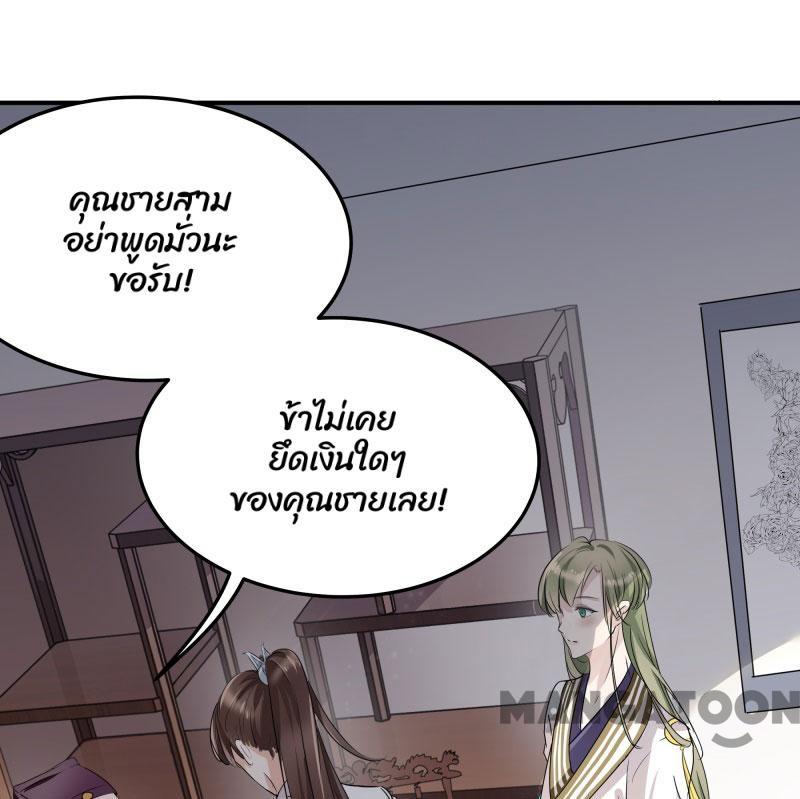 คุณชายสาม
อย่าพูดมั่วนะ
ขอรับ!
ข้าไม่เคย
ยึดเงินใดๆ
ของคุณชายเลย!
MANGATOON